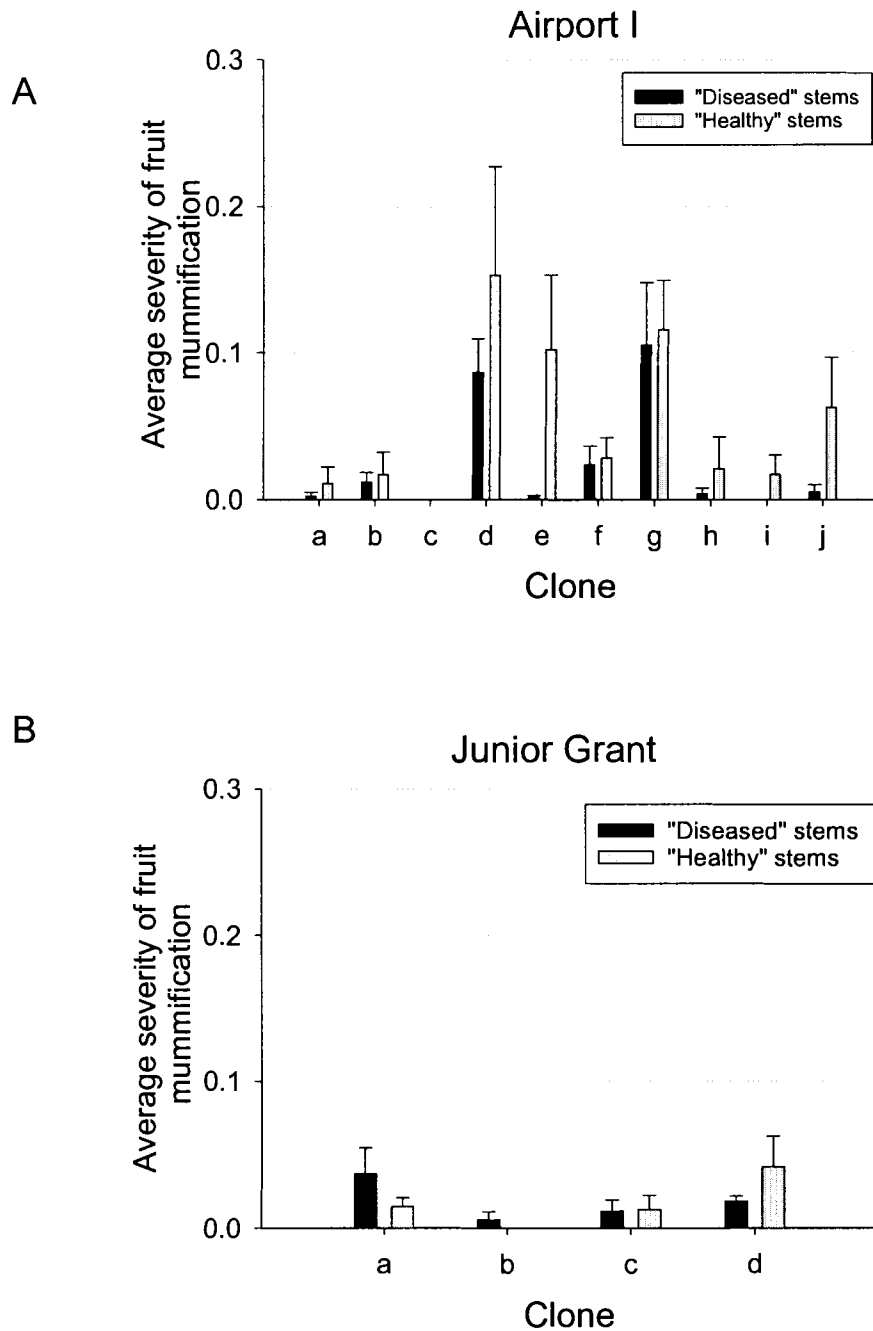 Airport I
A
0.3
"Diseased" stems
"Healthy" stems
Average severity of fruit
mummification
0.2
0.1
0.0
a b c d e f g h i j
Clone
B
Junior Grant
0.3
"Diseased" stems
"Healthy" stems
Average severity of fruit
mummification
0.2
0.1
0.0
a b c d
Clone